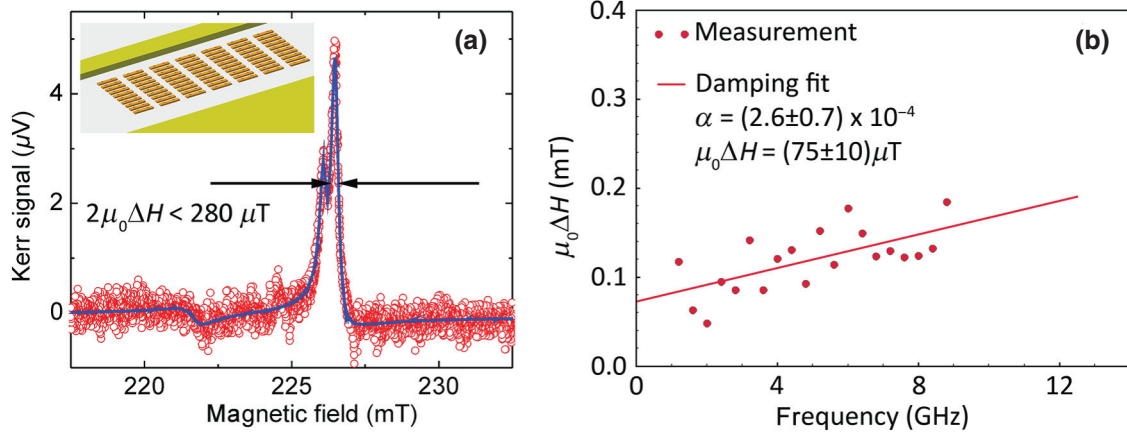 (a)
4
2
0
Kerr signal (μV)
2μ₀ΔH < 280 μT
220
225
230
Magnetic field (mT)
(b)
0.4
0.3
0.2
0.1
0.0
μ₀ΔH (mT)
Measurement
Damping fit
α = (2.6±0.7) x 10⁻⁴
μ₀ΔH = (75±10)μT
0
4
8
12
Frequency (GHz)